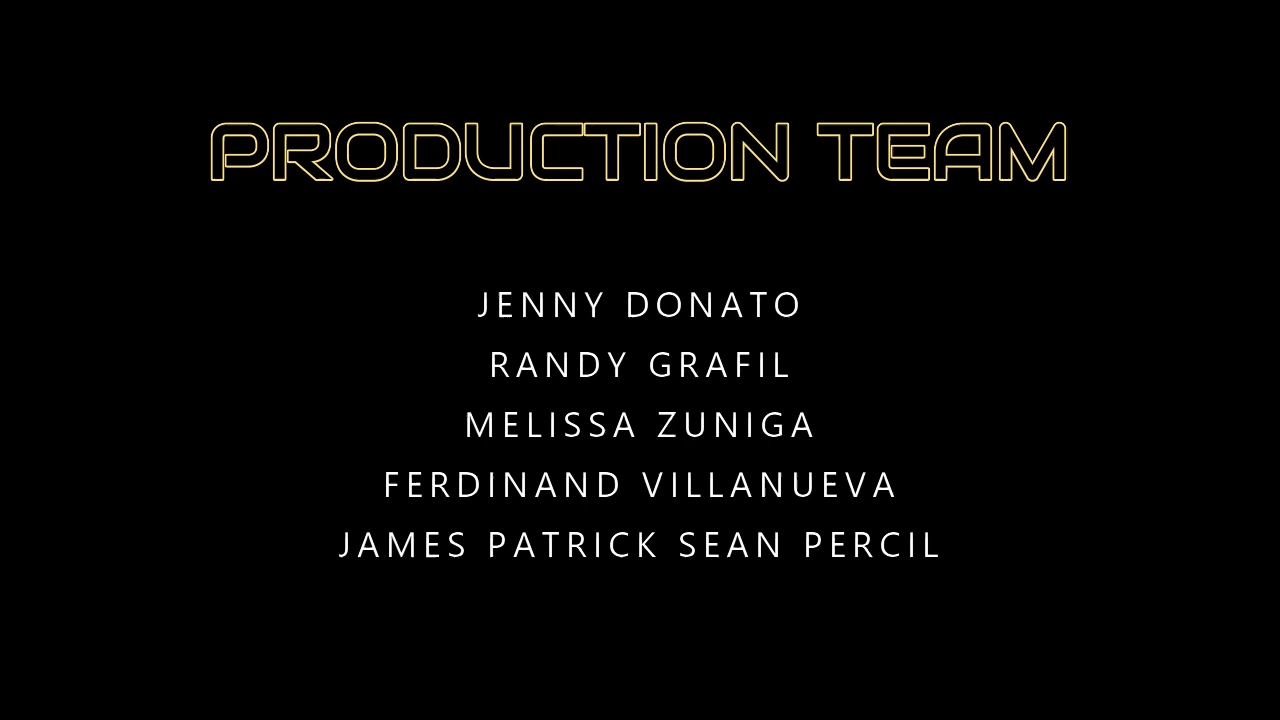 PRODUCTION TEAM
JENNY DONATO
RANDY GRAFIL
MELISSA ZUNIGA
FERDINAND VILLANUEVA
JAMES PATRICK SEAN PERCIL